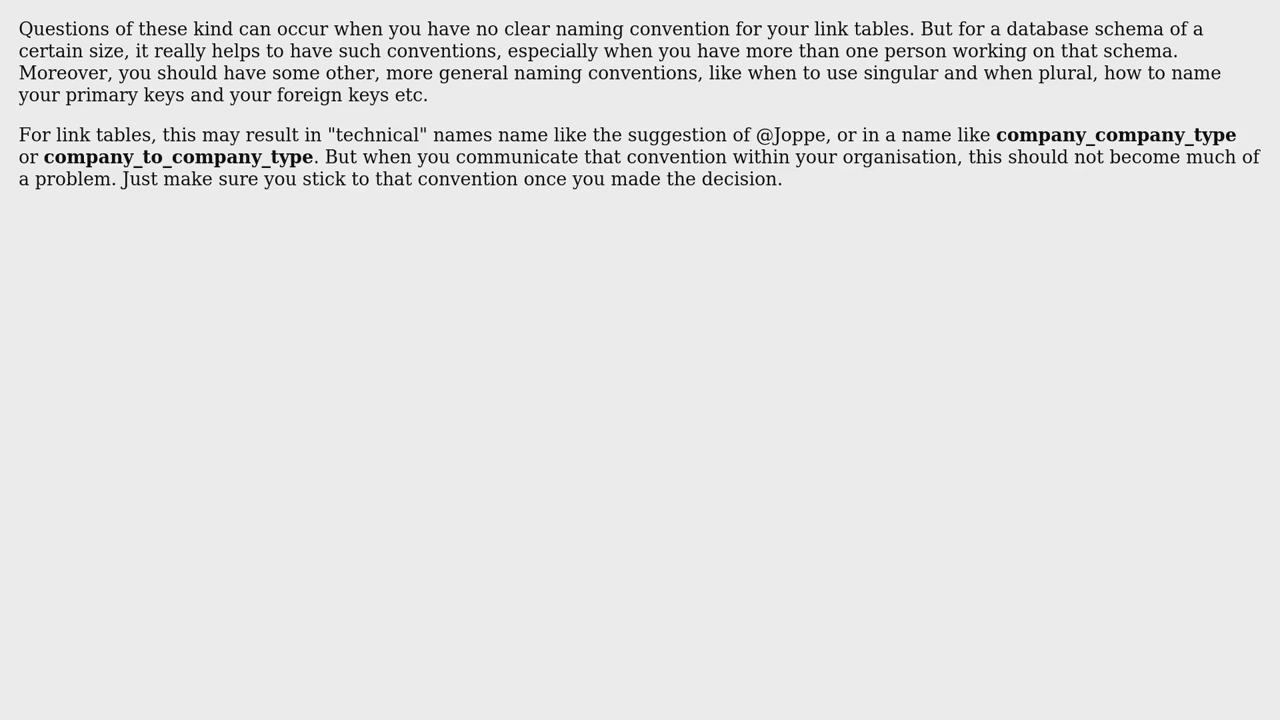 Questions of these kind can occur when you have no clear naming convention for your link tables. But for a database schema of a
certain size, it really helps to have such conventions, especially when you have more than one person working on that schema.
Moreover, you should have some other, more general naming conventions, like when to use singular and when plural, how to name
your primary keys and your foreign keys etc.
For link tables, this may result in "technical" names name like the suggestion of @Joppe, or in a name like company_company_type
or company_to_company_type. But when you communicate that convention within your organisation, this should not become much of
a problem. Just make sure you stick to that convention once you made the decision.